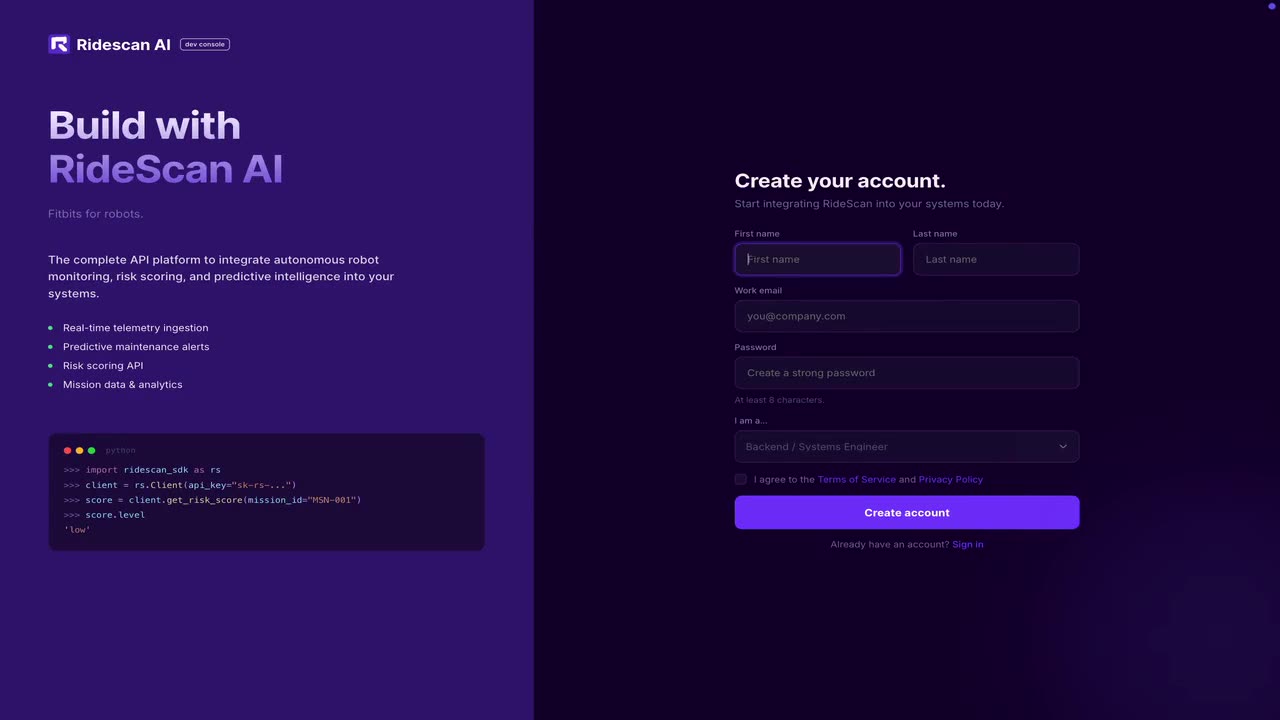 Ridescan AI dev console
Build with
RideScan AI
Fitbits for robots.
The complete API platform to integrate autonomous robot
monitoring, risk scoring, and predictive intelligence into your
systems.
Real-time telemetry ingestion
Predictive maintenance alerts
Risk scoring API
Mission data & analytics
python
>>> import ridescan_sdk as rs
>>> client = rs.Client(api_key="sk-rs-...")
>>> score = client.get_risk_score(mission_id="MSN-001")
>>> score.level
'low'
Create your account.
Start integrating RideScan into your systems today.
First name Last name
First name Last name
Work email
you@company.com
Password
Create a strong password
At least 8 characters.
I am a...
Backend / Systems Engineer
I agree to the Terms of Service and Privacy Policy
Create account
Already have an account? Sign in